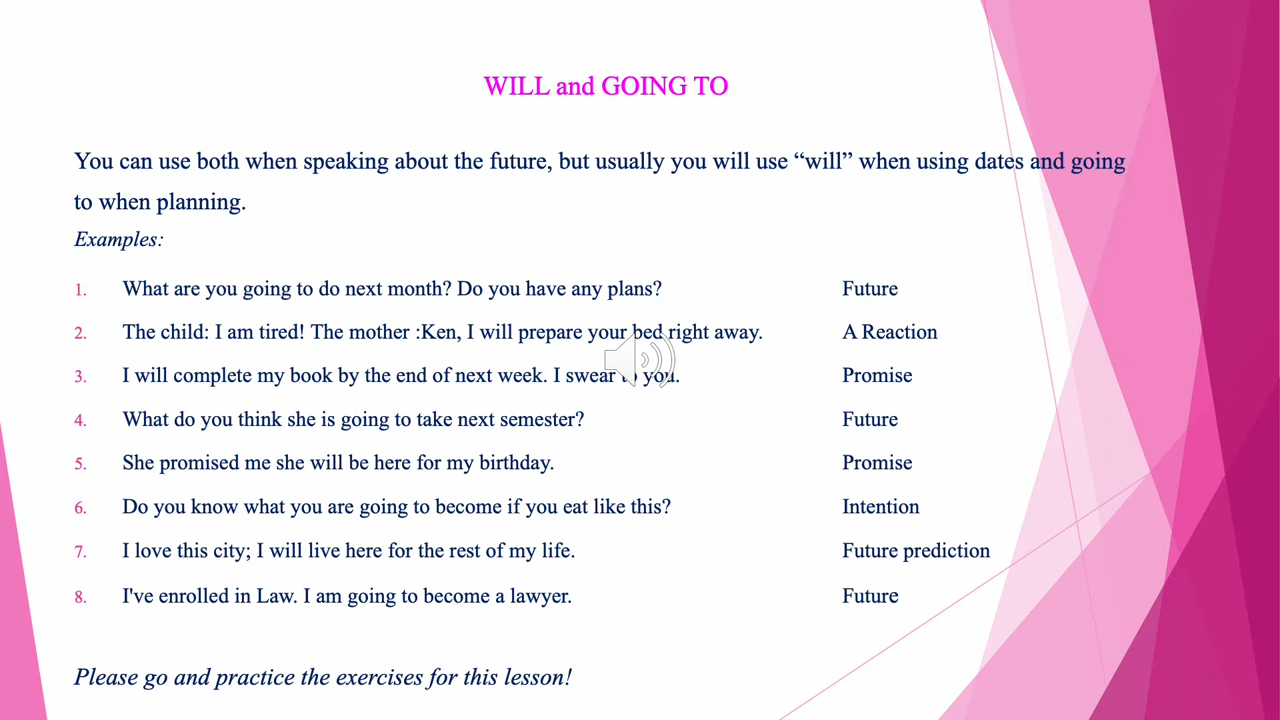 WILL and GOING TO
You can use both when speaking about the future, but usually you will use “will” when using dates and going
to when planning.
Examples:
1. What are you going to do next month? Do you have any plans? Future
2. The child: I am tired! The mother :Ken, I will prepare your bed right away. A Reaction
3. I will complete my book by the end of next week. I swear to you. Promise
4. What do you think she is going to take next semester? Future
5. She promised me she will be here for my birthday. Promise
6. Do you know what you are going to become if you eat like this? Intention
7. I love this city; I will live here for the rest of my life. Future prediction
8. I've enrolled in Law. I am going to become a lawyer. Future
Please go and practice the exercises for this lesson!